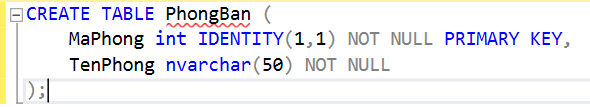 CREATE TABLE PhongBan (
    MaPhong int IDENTITY(1,1) NOT NULL PRIMARY KEY,
    TenPhong nvarchar(50) NOT NULL
);